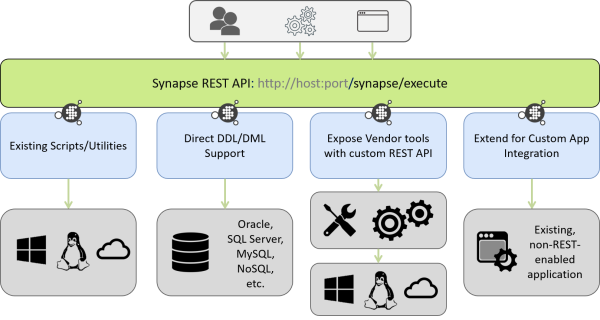 Synapse REST API: http://host:port/synapse/execute
Existing Scripts/Utilities
Direct DDL/DML
Support
Expose Vendor tools
with custom REST API
Extend for Custom App
Integration
Oracle,
SQL Server,
MySQL,
NoSQL,
etc.
Existing,
non-REST-
enabled
application